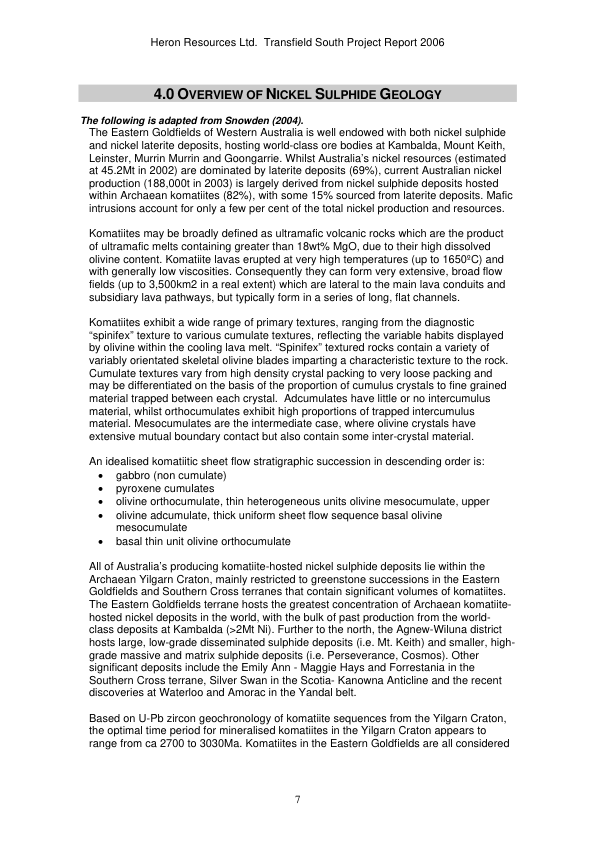 Heron Resources Ltd.  Transfield South Project Report 2006
4.0 OVERVIEW OF NICKEL SULPHIDE GEOLOGY
The following is adapted from Snowden (2004).
The Eastern Goldfields of Western Australia is well endowed with both nickel sulphide
and nickel laterite deposits, hosting world-class ore bodies at Kambalda, Mount Keith,
Leinster, Murrin Murrin and Goongarrie. Whilst Australia's nickel resources (estimated
at 45.2Mt in 2002) are dominated by laterite deposits (69%), current Australian nickel
production (188,000t in 2003) is largely derived from nickel sulphide deposits hosted
within Archaean komatiites (82%), with some 15% sourced from laterite deposits. Mafic
intrusions account for only a few per cent of the total nickel production and resources.
Komatiites may be broadly defined as ultramafic volcanic rocks which are the product
of ultramafic melts containing greater than 18wt% MgO, due to their high dissolved
olivine content. Komatiite lavas erupted at very high temperatures (up to 1650ºC) and
with generally low viscosities. Consequently they can form very extensive, broad flow
fields (up to 3,500km2 in a real extent) which are lateral to the main lava conduits and
subsidiary lava pathways, but typically form in a series of long, flat channels.
Komatiites exhibit a wide range of primary textures, ranging from the diagnostic
“spinifex” texture to various cumulate textures, reflecting the variable habits displayed
by olivine within the cooling lava melt. “Spinifex” textured rocks contain a variety of
variably orientated skeletal olivine blades imparting a characteristic texture to the rock.
Cumulate textures vary from high density crystal packing to very loose packing and
may be differentiated on the basis of the proportion of cumulus crystals to fine grained
material trapped between each crystal.  Adcumulates have little or no intercumulus
material, whilst orthocumulates exhibit high proportions of trapped intercumulus
material. Mesocumulates are the intermediate case, where olivine crystals have
extensive mutual boundary contact but also contain some inter-crystal material.
An idealised komatiitic sheet flow stratigraphic succession in descending order is:
• gabbro (non cumulate)
• pyroxene cumulates
• olivine orthocumulate, thin heterogeneous units olivine mesocumulate, upper
• olivine adcumulate, thick uniform sheet flow sequence basal olivine
mesocumulate
• basal thin unit olivine orthocumulate
All of Australia's producing komatiite-hosted nickel sulphide deposits lie within the
Archaean Yilgarn Craton, mainly restricted to greenstone successions in the Eastern
Goldfields and Southern Cross terranes that contain significant volumes of komatiites.
The Eastern Goldfields terrane hosts the greatest concentration of Archaean komatiite-
hosted nickel deposits in the world, with the bulk of past production from the world-
class deposits at Kambalda (>2Mt Ni). Further to the north, the Agnew-Wiluna district
hosts large, low-grade disseminated sulphide deposits (i.e. Mt. Keith) and smaller, high-
grade massive and matrix sulphide deposits (i.e. Perseverance, Cosmos). Other
significant deposits include the Emily Ann - Maggie Hays and Forrestania in the
Southern Cross terrane, Silver Swan in the Scotia- Kanowna Anticline and the recent
discoveries at Waterloo and Amorac in the Yandal belt.
Based on U-Pb zircon geochronology of komatiite sequences from the Yilgarn Craton,
the optimal time period for mineralised komatiites in the Yilgarn Craton appears to
range from ca 2700 to 3030Ma. Komatiites in the Eastern Goldfields are all considered
7